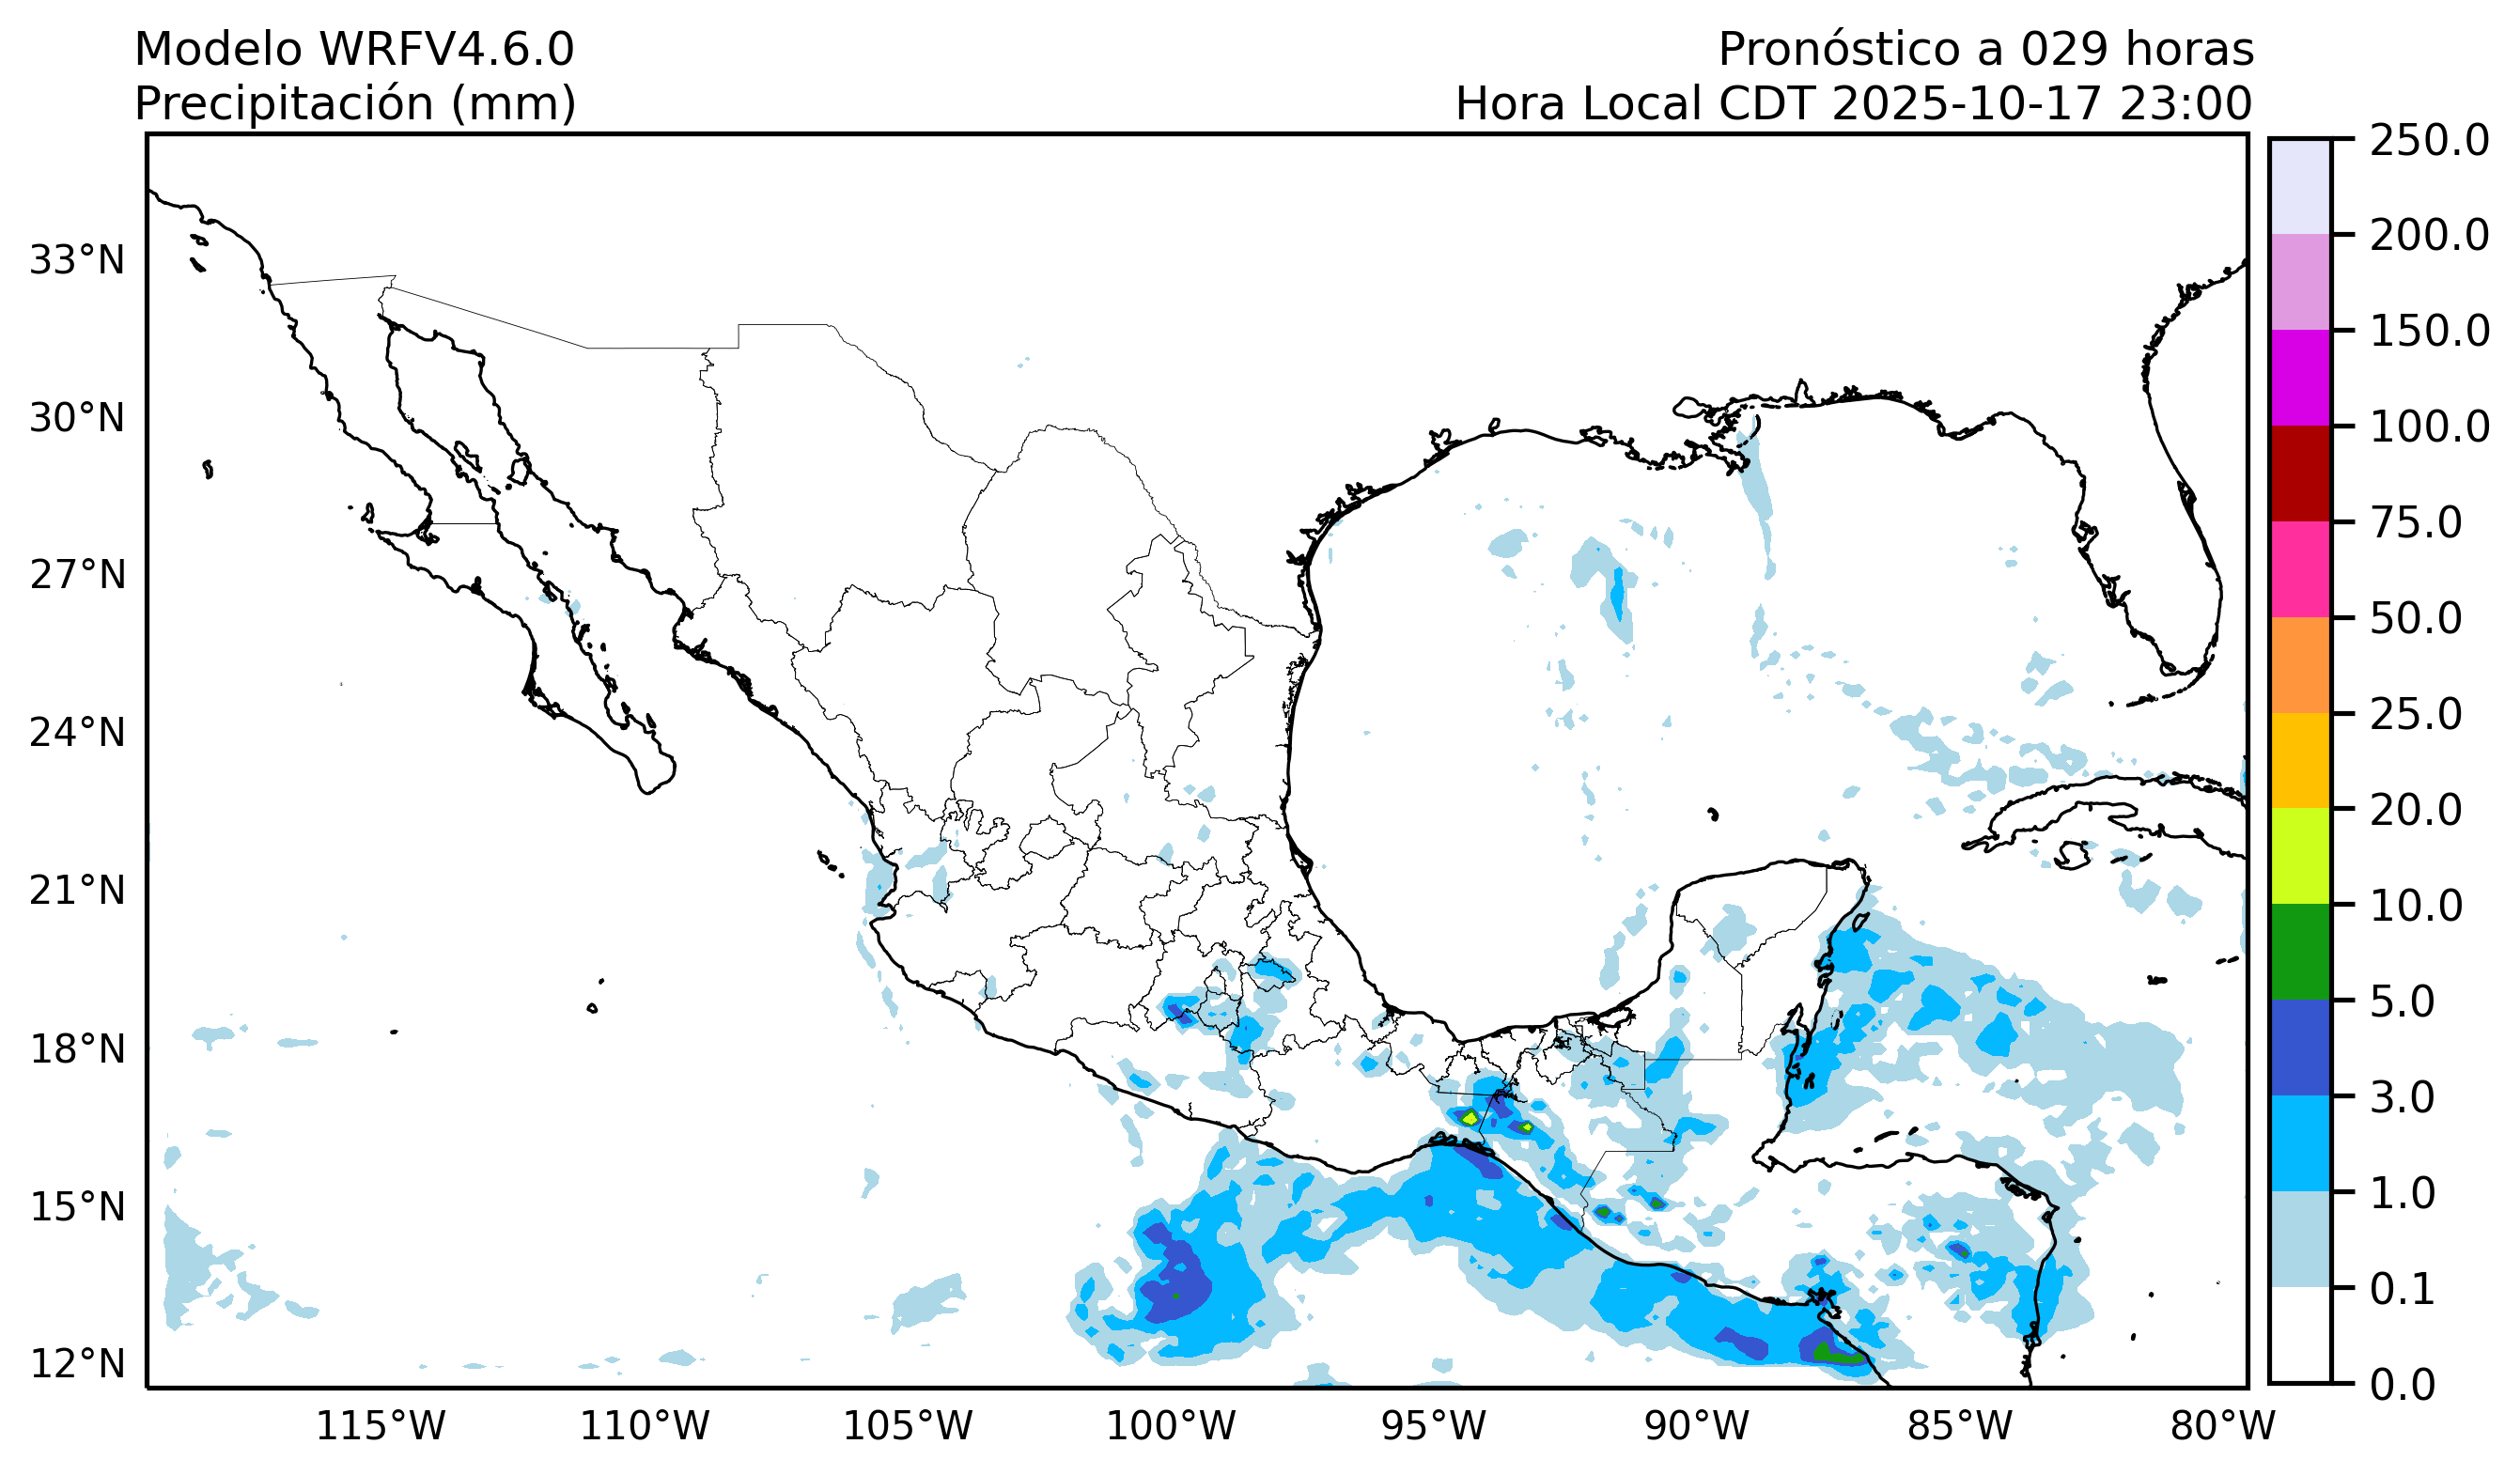 Modelo WRFV4.6.0
Precipitación (mm)
Pronóstico a 029 horas
Hora Local CDT 2025-10-17 23:00
33°N
30°N
27°N
24°N
21°N
18°N
15°N
12°N
115°W
110°W
105°W
100°W
95°W
90°W
85°W
80°W
250.0
200.0
150.0
100.0
75.0
50.0
25.0
20.0
10.0
5.0
3.0
1.0
0.1
0.0